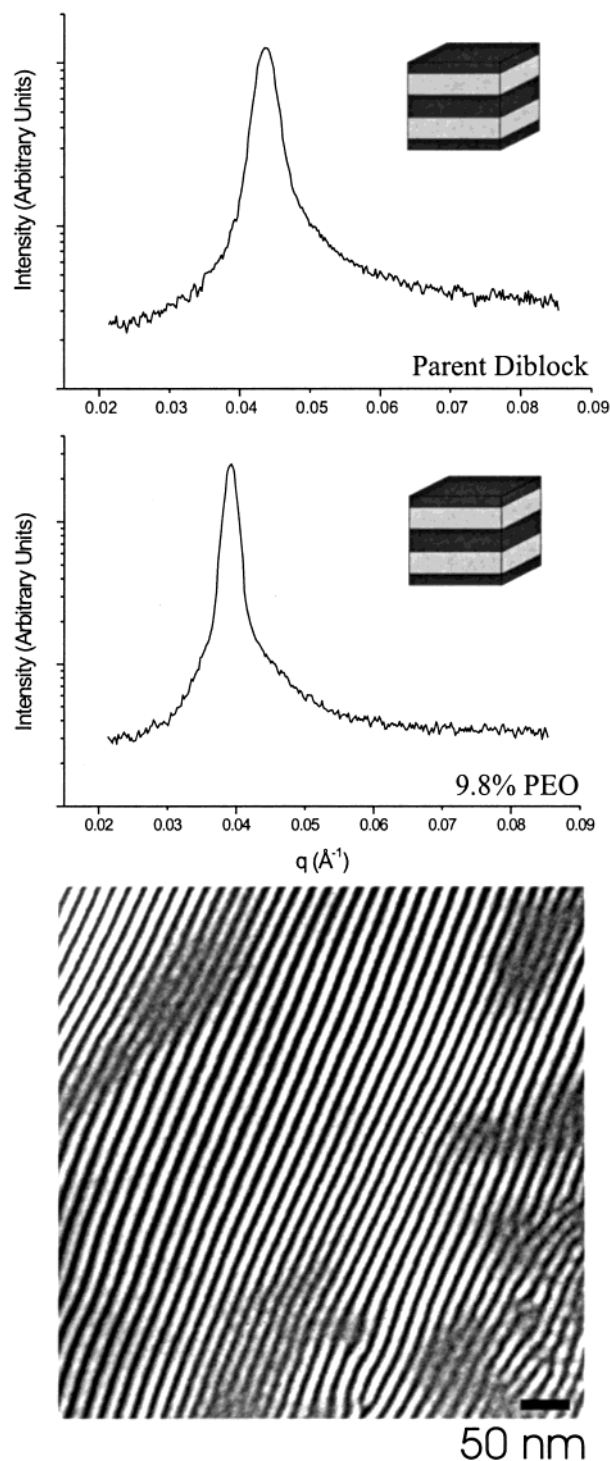 Intensity (Arbitrary Units)
Parent Diblock
0.02 0.03 0.04 0.05 0.06 0.07 0.08 0.09
Intensity (Arbitrary Units)
9.8% PEO
0.02 0.03 0.04 0.05 0.06 0.07 0.08 0.09
q (Å⁻¹)
50 nm